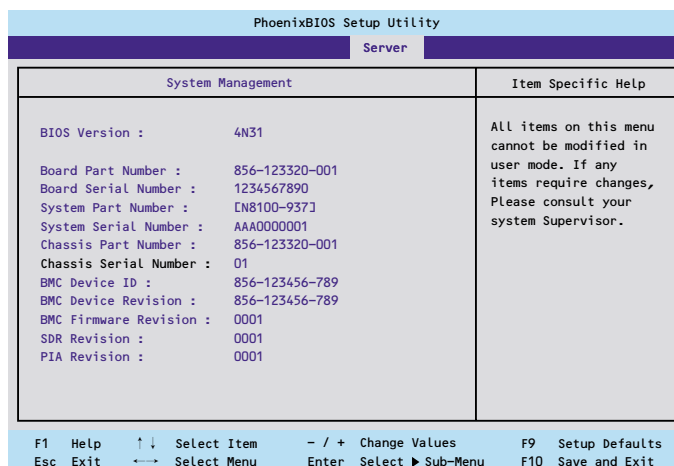 PhoenixBIOS Setup Utility
Server
System Management
Item Specific Help
BIOS Version : 4N31
Board Part Number : 856-123320-001
Board Serial Number : 1234567890
System Part Number : [N8100-937]
System Serial Number : AAA0000001
Chassis Part Number : 856-123320-001
Chassis Serial Number : 01
BMC Device ID : 856-123456-789
BMC Device Revision : 856-123456-789
BMC Firmware Revision : 0001
SDR Revision : 0001
PIA Revision : 0001
All items on this menu
cannot be modified in
user mode. If any
items require changes,
Please consult your
system Supervisor.
F1 Help ↑↓ Select Item - / + Change Values F9 Setup Defaults
Esc Exit ←→ Select Menu Enter Select ▶ Sub-Menu F10 Save and Exit